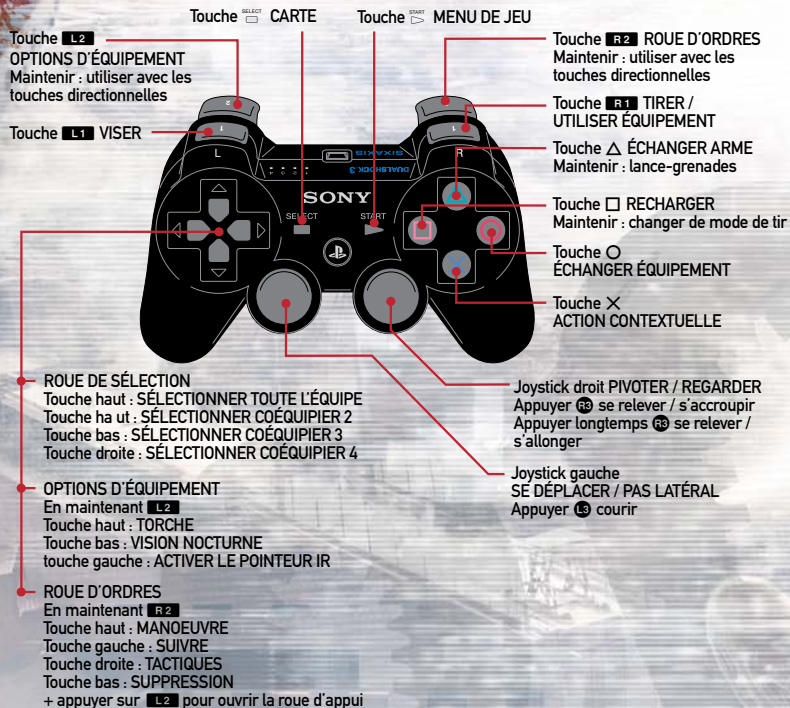 Touche SELECT CARTE
Touche START MENU DE JEU
Touche L2
OPTIONS D'ÉQUIPEMENT
Maintenir : utiliser avec les
touches directionnelles
Touche L1 VISER
Touche R2 ROUE D'ORDRES
Maintenir : utiliser avec les
touches directionnelles
Touche R1 TIRER /
UTILISER ÉQUIPEMENT
Touche △ ÉCHANGER ARME
Maintenir : lance-grenades
Touche □ RECHARGER
Maintenir : changer de mode de tir
Touche ○
ÉCHANGER ÉQUIPEMENT
Touche ✕
ACTION CONTEXTUELLE
2
1
1
L
R
SIXAXIS
DUALSHOCK 3
SONY
SELECT
START
ROUE DE SÉLECTION
Touche haut : SÉLECTIONNER TOUTE L'ÉQUIPE
Touche ha ut : SÉLECTIONNER COÉQUIPIER 2
Touche bas : SÉLECTIONNER COÉQUIPIER 3
Touche droite : SÉLECTIONNER COÉQUIPIER 4
OPTIONS D'ÉQUIPEMENT
En maintenant L2
Touche haut : TORCHE
Touche bas : VISION NOCTURNE
touche gauche : ACTIVER LE POINTEUR IR
ROUE D'ORDRES
En maintenant R2
Touche haut : MANOEUVRE
Touche gauche : SUIVRE
Touche droite : TACTIQUES
Touche bas : SUPPRESSION
+ appuyer sur L2 pour ouvrir la roue d'appui
Joystick droit PIVOTER / REGARDER
Appuyer R3 se relever / s'accroupir
Appuyer longtemps R3 se relever /
s'allonger
Joystick gauche
SE DÉPLACER / PAS LATÉRAL
Appuyer L3 courir